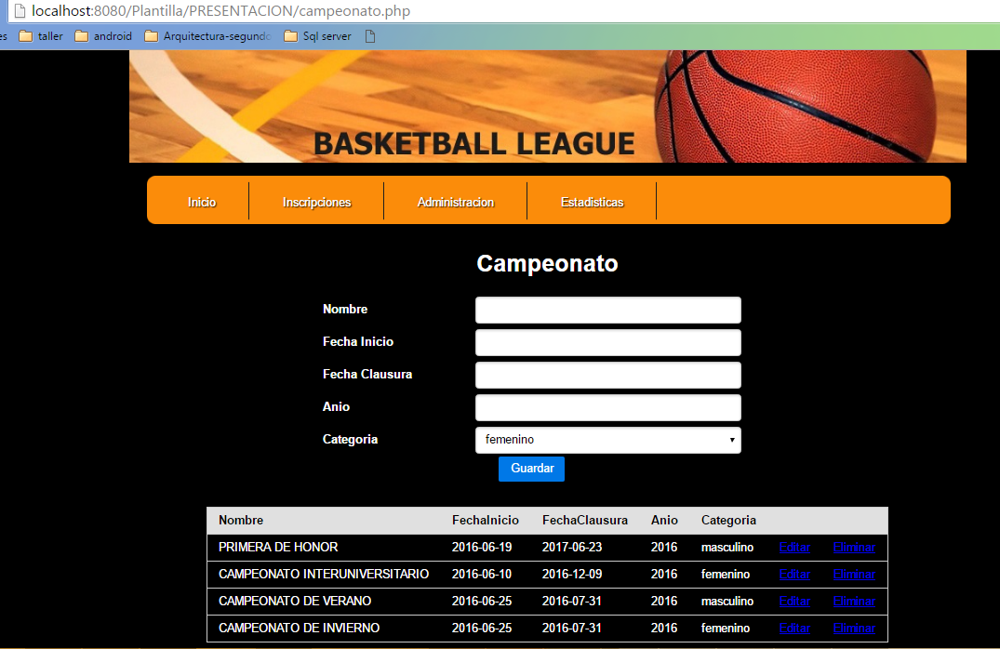 localhost:8080/Plantilla/PRESENTACION/campeonato.php
es taller android Arquitectura-segundo Sql server
BASKETBALL LEAGUE
Inicio Inscripciones Administracion Estadisticas
Campeonato
Nombre
Fecha Inicio
Fecha Clausura
Anio
Categoria femenino
Guardar
Nombre FechaInicio FechaClausura Anio Categoria
PRIMERA DE HONOR 2016-06-19 2017-06-23 2016 masculino Editar Eliminar
CAMPEONATO INTERUNIVERSITARIO 2016-06-10 2016-12-09 2016 femenino Editar Eliminar
CAMPEONATO DE VERANO 2016-06-25 2016-07-31 2016 masculino Editar Eliminar
CAMPEONATO DE INVIERNO 2016-06-25 2016-07-31 2016 femenino Editar Eliminar